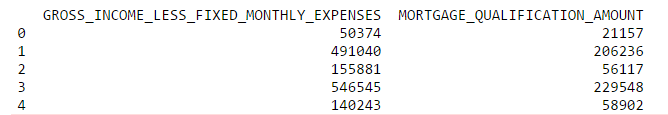 GROSS_INCOME_LESS_FIXED_MONTHLY_EXPENSES MORTGAGE_QUALIFICATION_AMOUNT
0 50374 21157
1 491040 206236
2 155881 56117
3 546545 229548
4 140243 58902